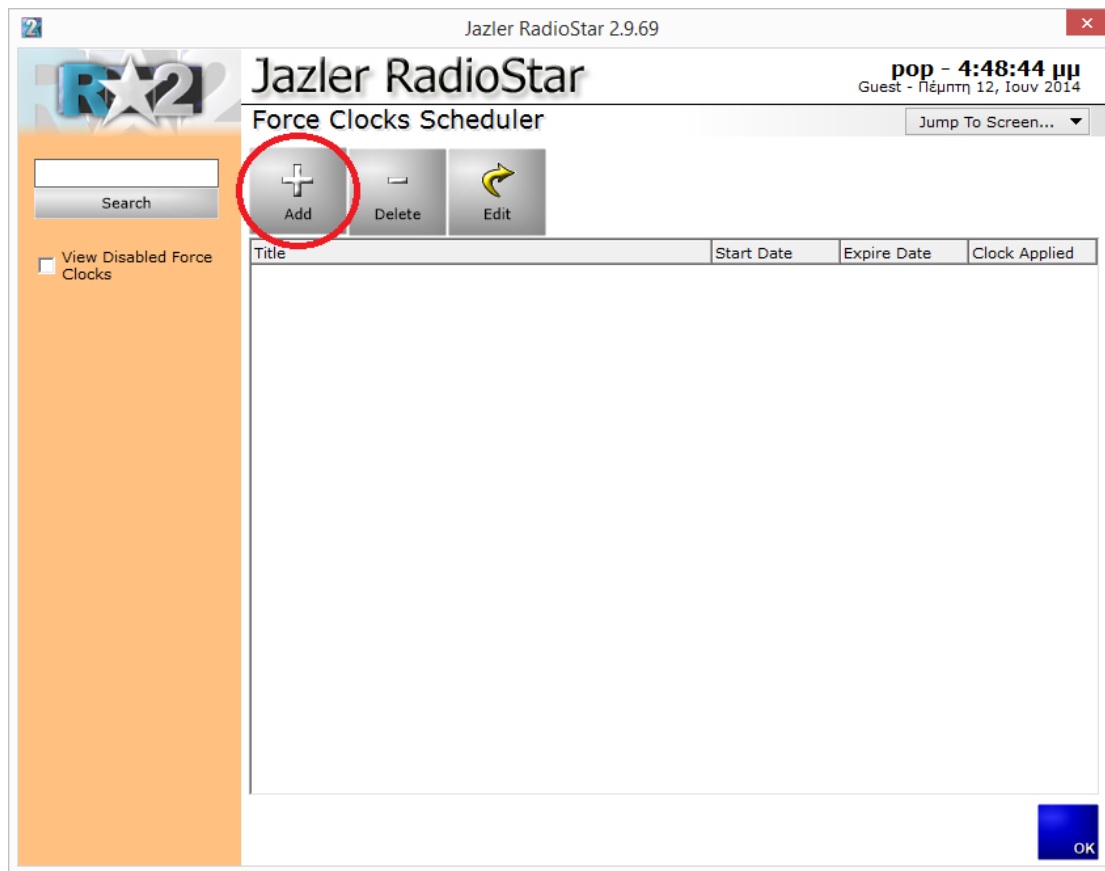 Jazler RadioStar 2.9.69
R★2
Jazler RadioStar
pop - 4:48:44 μμ
Guest - Πέμπτη 12, Ιουν 2014
Force Clocks Scheduler
Jump To Screen...
Search
Add
Delete
Edit
View Disabled Force
Clocks
Title
Start Date
Expire Date
Clock Applied
OK